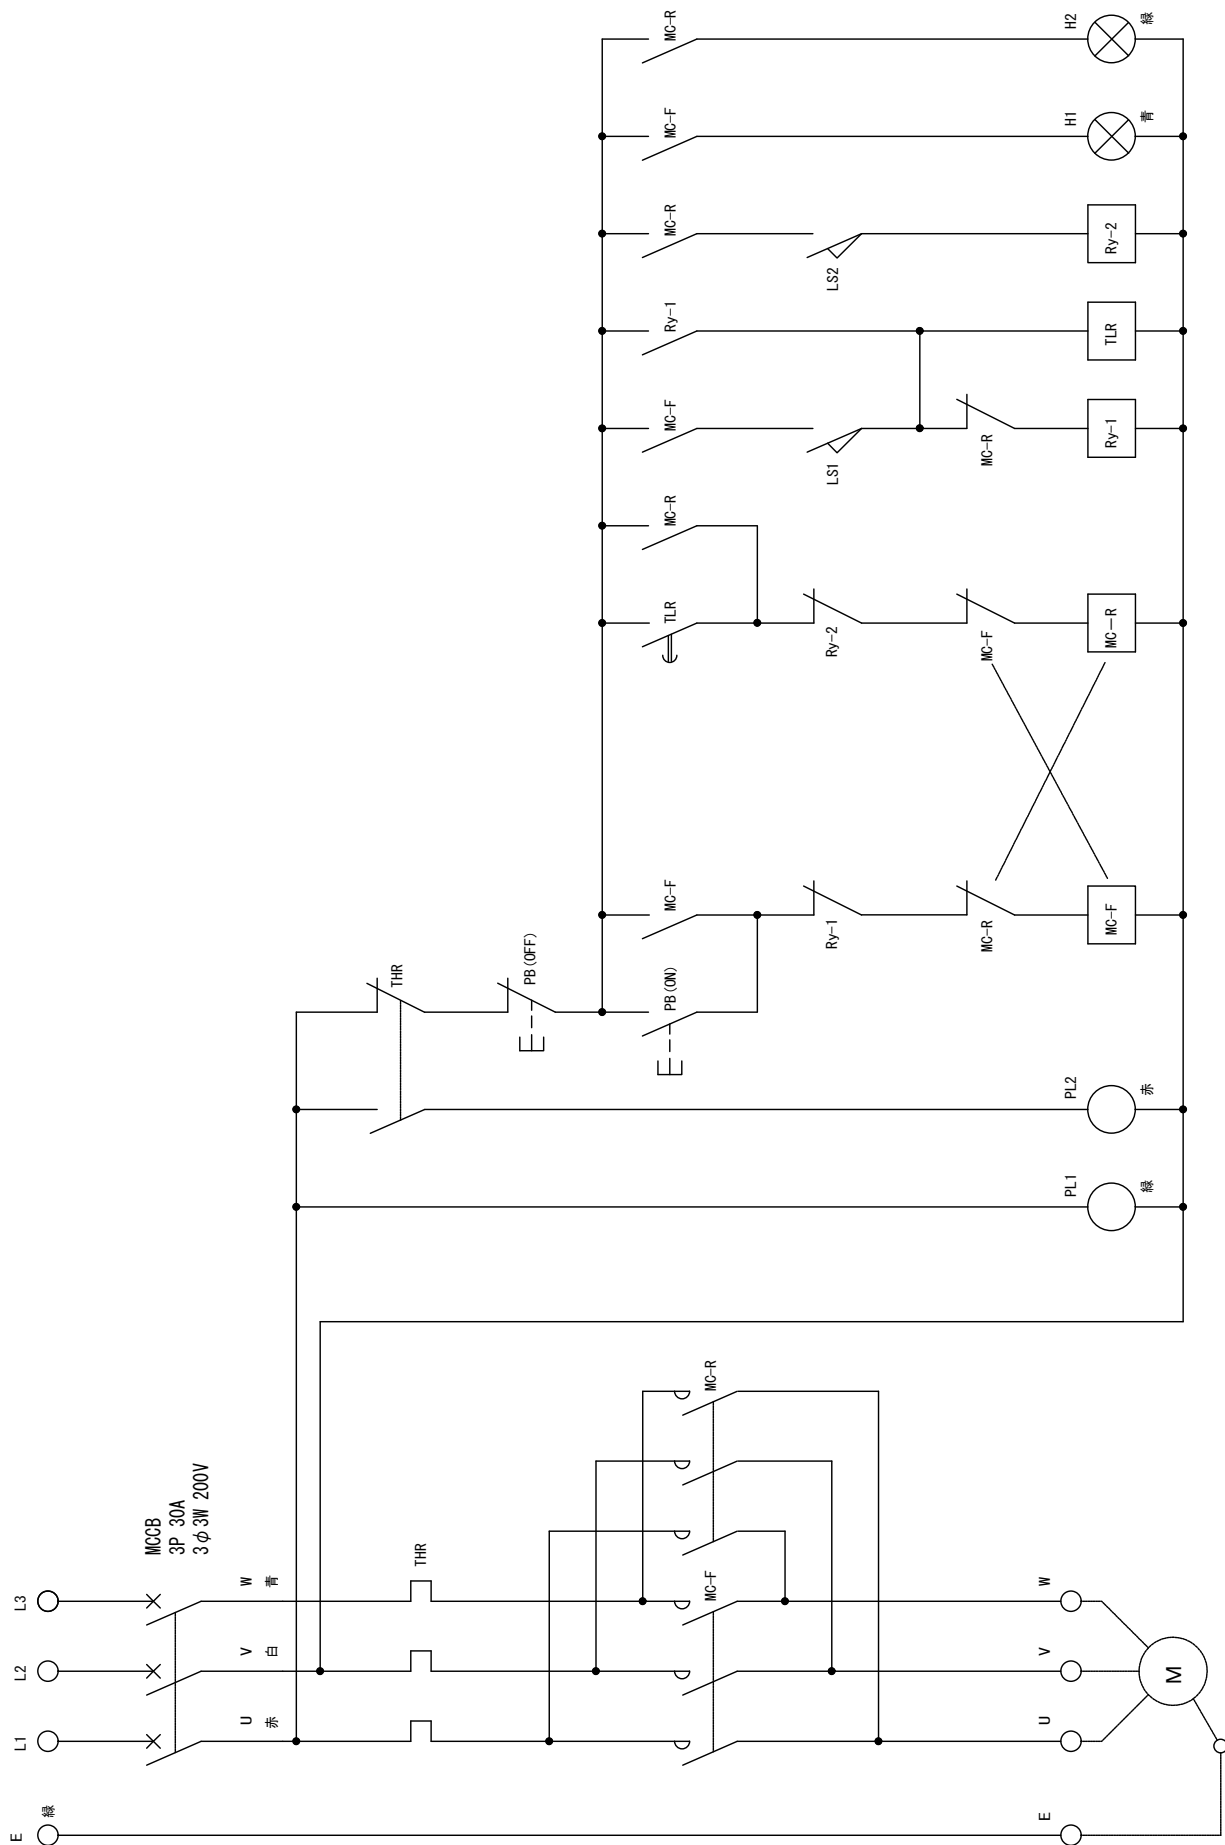 E
緑
L1
L2
L3
MCCB
3P 30A
3φ3W 200V
U
赤
V
白
W
青
THR
MC-F
MC-R
E
U
V
W
M
PL1
緑
PL2
赤
THR
PB(OFF)
PB(ON)
MC-F
Ry-1
MC-R
MC-F
TLR
MC-R
Ry-2
MC-F
MC-R
MC-F
LS1
MC-R
Ry-1
Ry-1
TLR
MC-R
LS2
Ry-2
MC-F
H1
青
MC-R
H2
緑